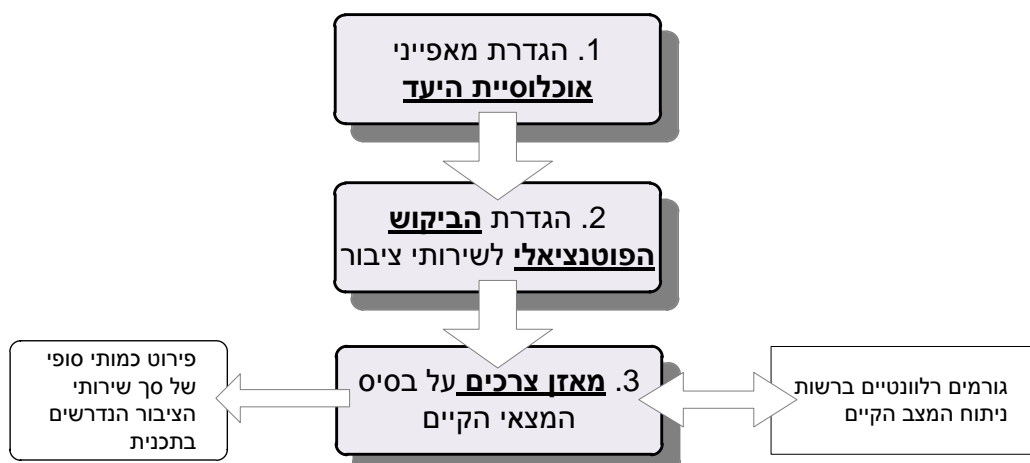 1. הגדרת מאפייני
אוכלוסיית היעד
2. הגדרת הביקוש
הפוטנציאלי לשירותי ציבור
3. מאזן צרכים על בסיס
המצאי הקיים
גורמים רלוונטיים ברשות
ניתוח המצב הקיים
פירוט כמותי סופי
של סך שירותי
הציבור הנדרשים
בתכנית